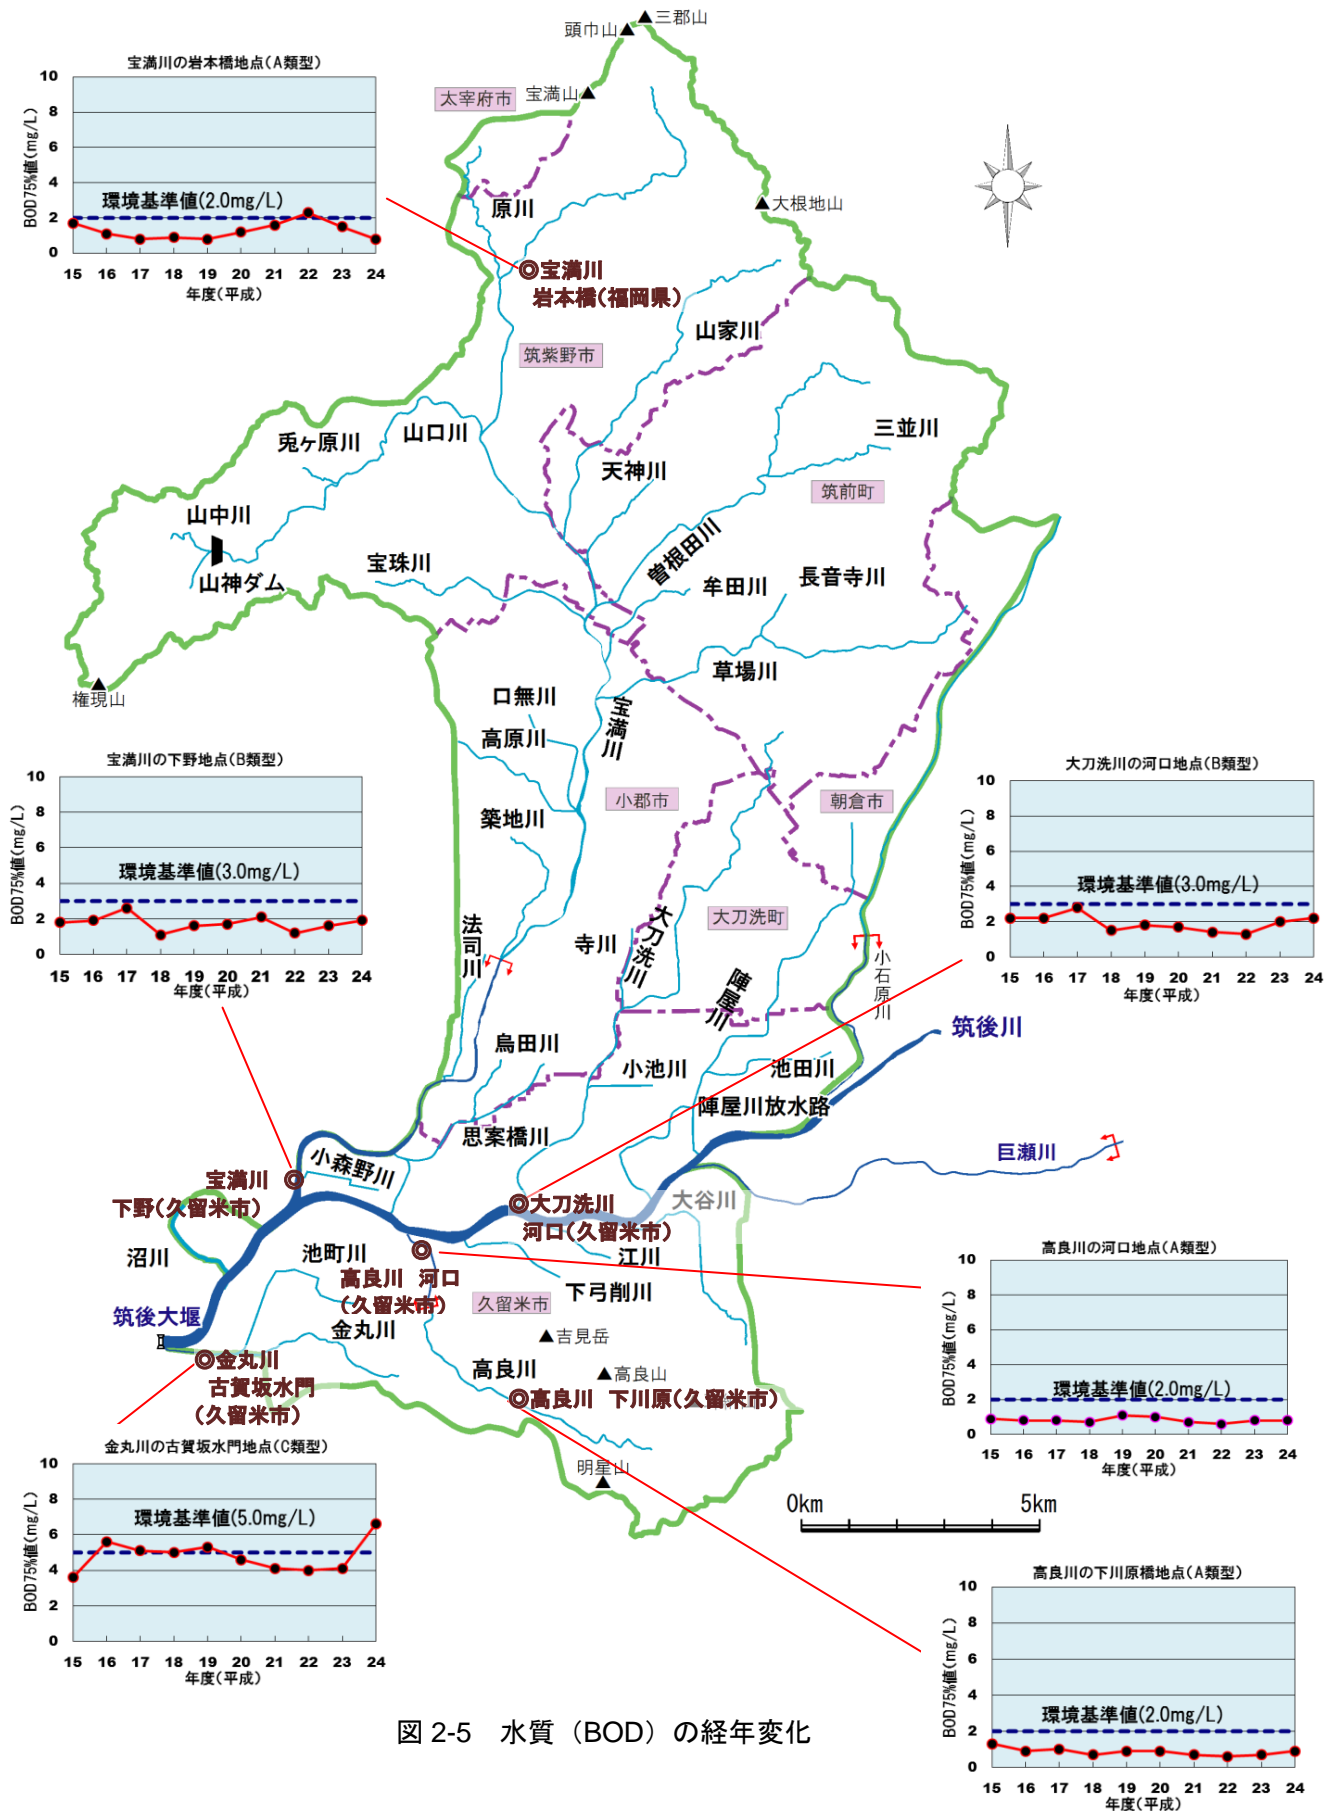 三郡山
頭巾山
宝満山
太宰府市
大根地山
宝満川の岩本橋地点(A類型)
BOD75%値(mg/L)
10
8
6
4
2
0
環境基準値(2.0mg/L)
15 16 17 18 19 20 21 22 23 24
年度(平成)
原川
宝満川
岩本橋(福岡県)
山家川
筑紫野市
三並川
兎ヶ原川
山口川
天神川
筑前町
山中川
曽根田川
山神ダム
宝珠川
牟田川
長音寺川
草場川
権現山
口無川
宝満川
高原川
小郡市
朝倉市
築地川
宝満川の下野地点(B類型)
BOD75%値(mg/L)
10
8
6
4
2
0
環境基準値(3.0mg/L)
15 16 17 18 19 20 21 22 23 24
年度(平成)
大刀洗川の河口地点(B類型)
BOD75%値(mg/L)
10
8
6
4
2
0
環境基準値(3.0mg/L)
15 16 17 18 19 20 21 22 23 24
年度(平成)
法司川
寺川
大刀洗川
大刀洗町
陣屋川
小石原川
筑後川
烏田川
小池川
池田川
陣屋川放水路
思案橋川
巨瀬川
小森野川
宝満川
下野(久留米市)
大刀洗川
河口(久留米市)
大谷川
沼川
池町川
江川
高良川 河口
(久留米市)
下弓削川
久留米市
筑後大堰
金丸川
吉見岳
金丸川
古賀坂水門
(久留米市)
高良川
高良山
高良川 下川原(久留米市)
明星山
高良川の河口地点(A類型)
BOD75%値(mg/L)
10
8
6
4
2
0
環境基準値(2.0mg/L)
15 16 17 18 19 20 21 22 23 24
年度(平成)
金丸川の古賀坂水門地点(C類型)
BOD75%値(mg/L)
10
8
6
4
2
0
環境基準値(5.0mg/L)
15 16 17 18 19 20 21 22 23 24
年度(平成)
0km 5km
高良川の下川原橋地点(A類型)
BOD75%値(mg/L)
10
8
6
4
2
0
環境基準値(2.0mg/L)
15 16 17 18 19 20 21 22 23 24
年度(平成)
図 2-5 水質（BOD）の経年変化